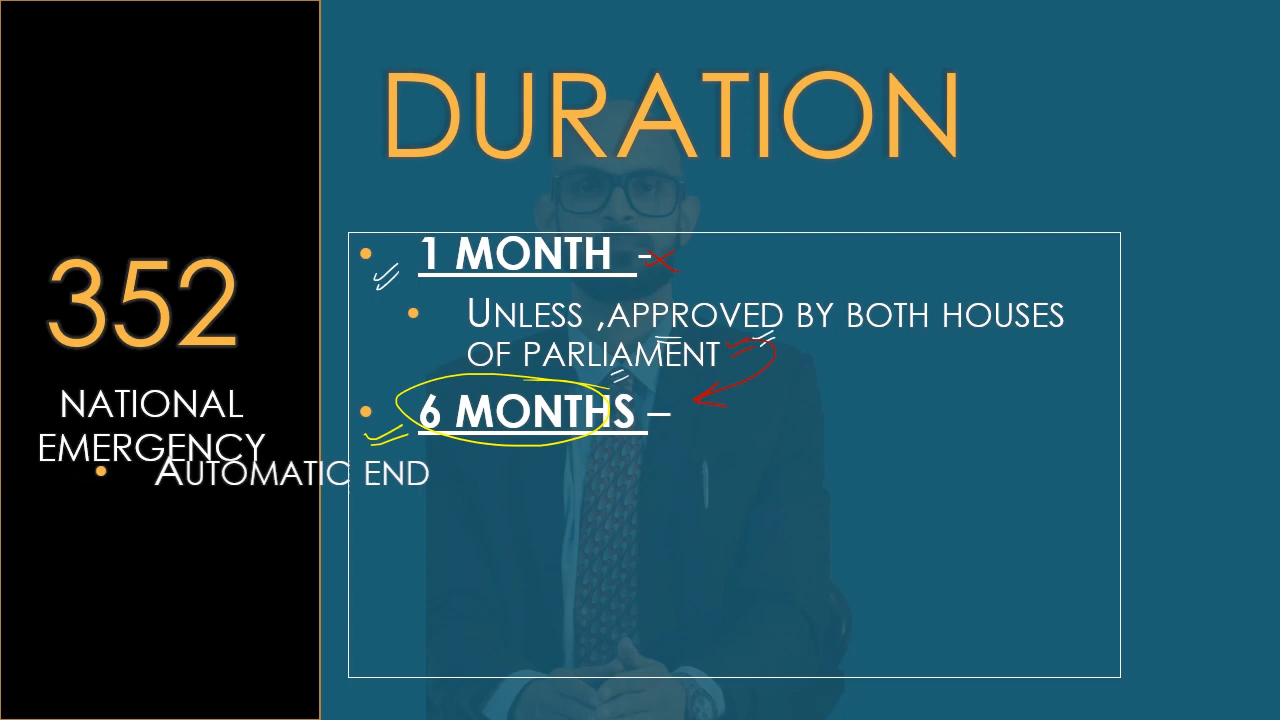 DURATION
352
NATIONAL
EMERGENCY
• 1 MONTH -
• UNLESS ,APPROVED BY BOTH HOUSES
OF PARLIAMENT
• 6 MONTHS –
• AUTOMATIC END